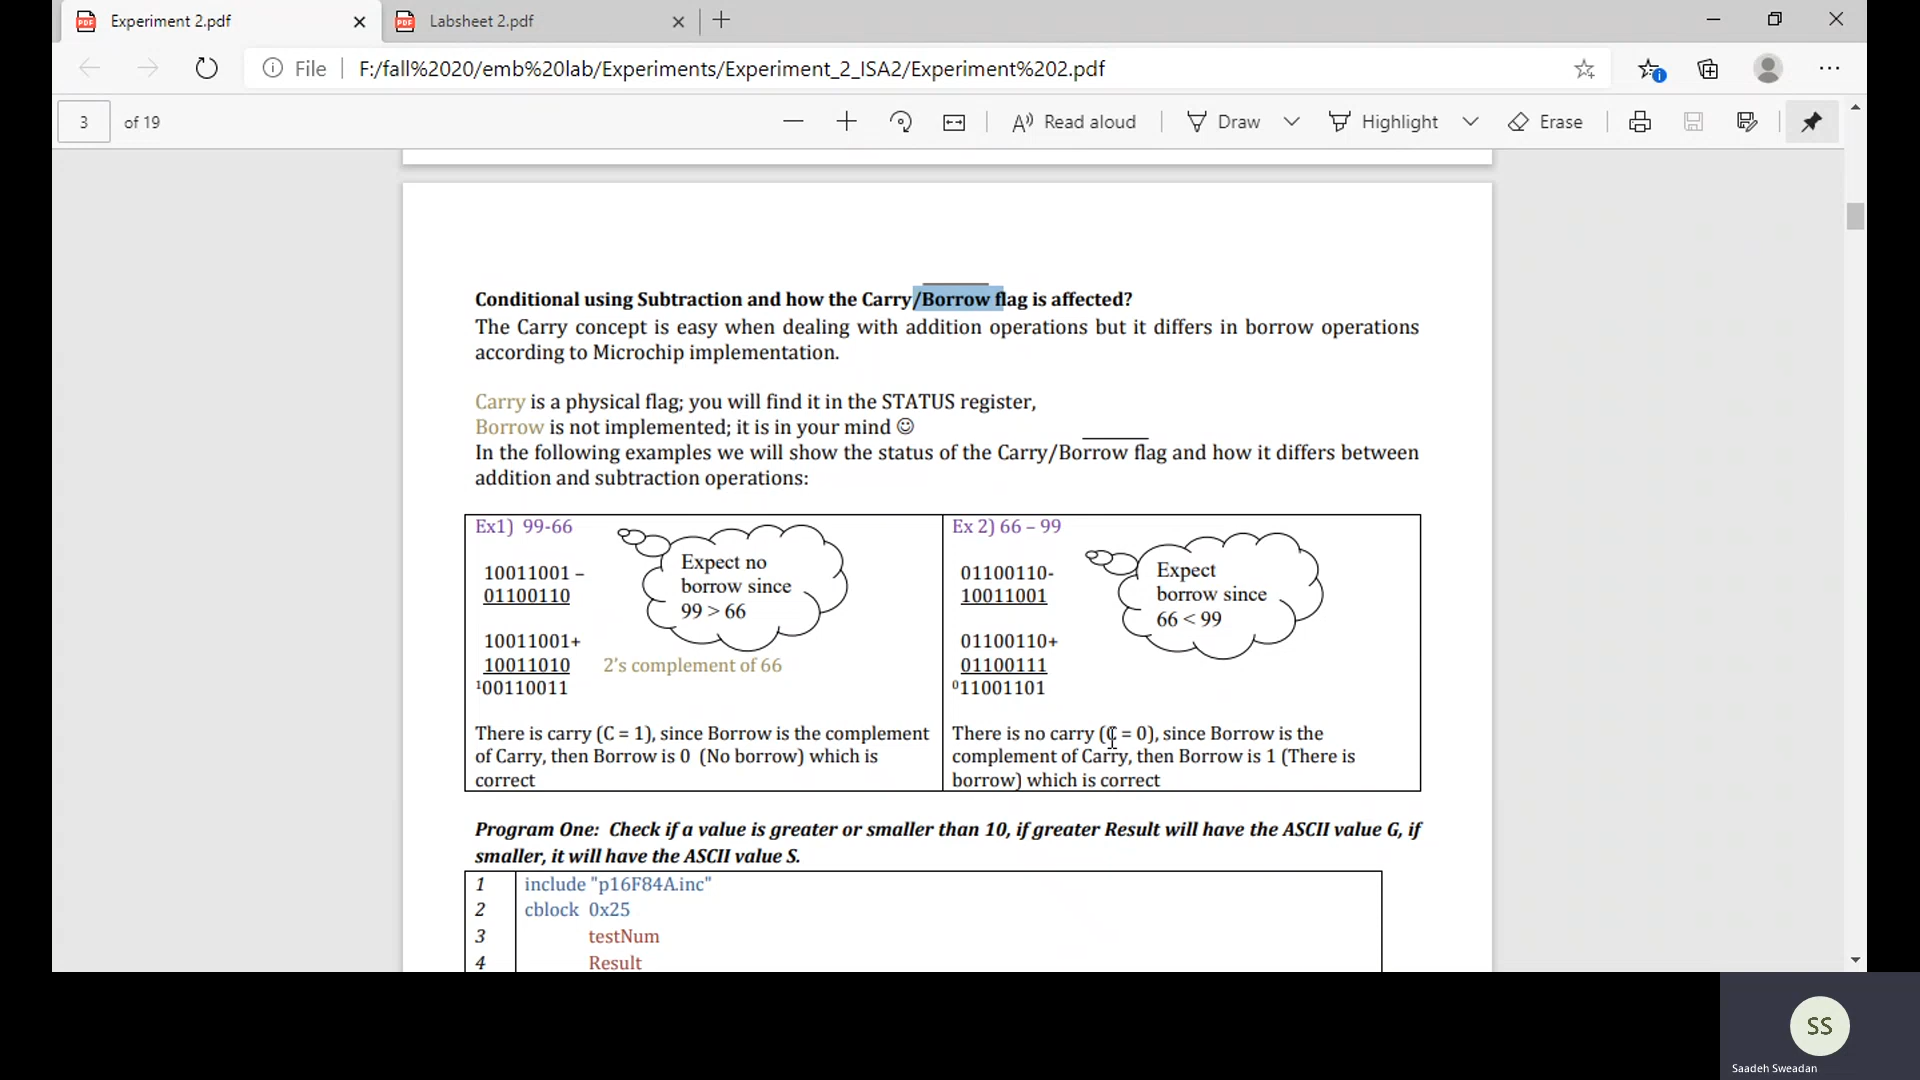 Experiment 2.pdf
Labsheet 2.pdf
File
F:/fall%2020/emb%20lab/Experiments/Experiment_2_ISA2/Experiment%202.pdf
3 of 19
Read aloud
Draw
Highlight
Erase
Conditional using Subtraction and how the Carry/Borrow flag is affected?
The Carry concept is easy when dealing with addition operations but it differs in borrow operations
according to Microchip implementation.
Carry is a physical flag; you will find it in the STATUS register,
Borrow is not implemented; it is in your mind ☺
In the following examples we will show the status of the Carry/Borrow flag and how it differs between
addition and subtraction operations:
Ex1) 99-66
10011001 –
01100110
10011001+
10011010 2’s complement of 66
¹00110011
Expect no
borrow since
99 > 66
There is carry (C = 1), since Borrow is the complement
of Carry, then Borrow is 0 (No borrow) which is
correct
Ex 2) 66 – 99
01100110-
10011001
01100110+
01100111
⁰11001101
Expect
borrow since
66 < 99
There is no carry (C = 0), since Borrow is the
complement of Carry, then Borrow is 1 (There is
borrow) which is correct
Program One: Check if a value is greater or smaller than 10, if greater Result will have the ASCII value G, if
smaller, it will have the ASCII value S.
1 include "p16F84A.inc"
2 cblock 0x25
3 testNum
4 Result
SS
Saadeh Sweadan